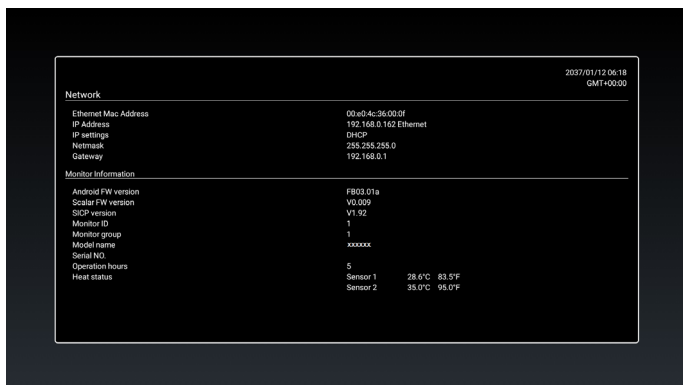 2037/01/12 06:18
GMT+00:00
Network
Ethernet Mac Address 00:e0:4c:36:00:0f
IP Address 192.168.0.162 Ethernet
IP settings DHCP
Netmask 255.255.255.0
Gateway 192.168.0.1
Monitor Information
Android FW version FB03.01a
Scalar FW version V0.009
SICP version V1.92
Monitor ID 1
Monitor group 1
Model name xxxxxx
Serial NO.
Operation hours 5
Heat status Sensor 1 28.6°C 83.5°F
Sensor 2 35.0°C 95.0°F